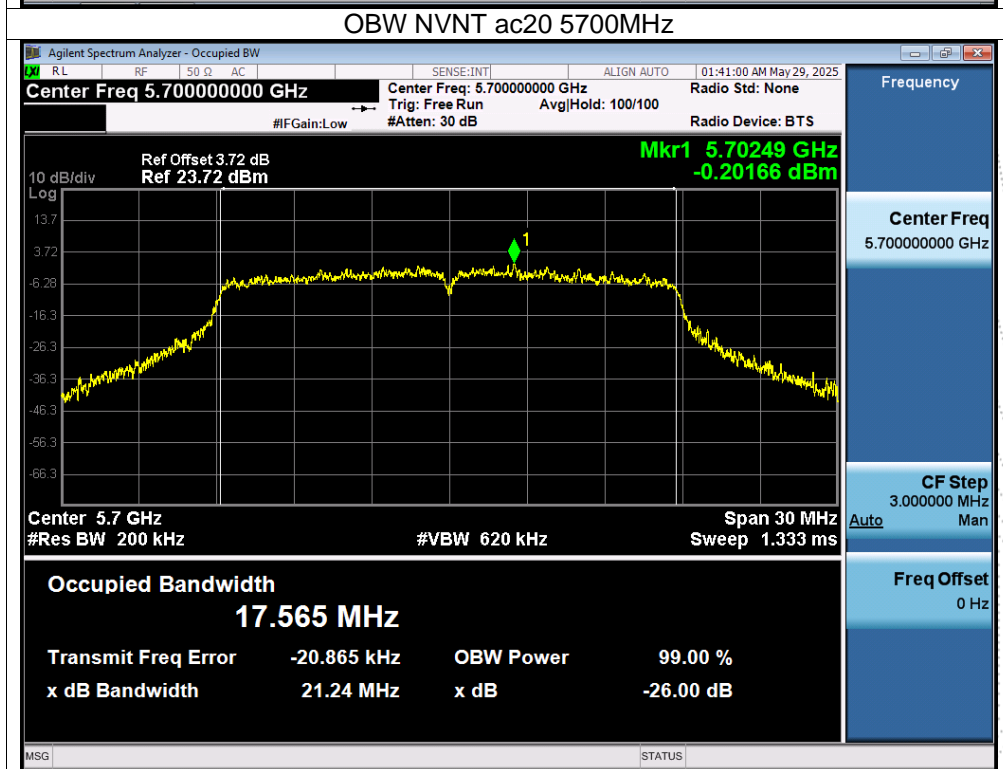 OBW NVNT ac20 5700MHz
Agilent Spectrum Analyzer - Occupied BW
LXI RL RF 50 Ω AC SENSE:INT ALIGN AUTO 01:41:00 AM May 29, 2025
Center Freq 5.700000000 GHz Center Freq: 5.700000000 GHz Radio Std: None
Trig: Free Run Avg|Hold: 100/100
#IFGain:Low #Atten: 30 dB Radio Device: BTS
Frequency
Mkr1 5.70249 GHz
-0.20166 dBm
Ref Offset 3.72 dB
10 dB/div Ref 23.72 dBm
Log
13.7
3.72
-6.28
-16.3
-26.3
-36.3
-46.3
-56.3
-66.3
1
Center 5.7 GHz Span 30 MHz
#Res BW 200 kHz #VBW 620 kHz Sweep 1.333 ms
Center Freq
5.700000000 GHz
CF Step
3.000000 MHz
Auto Man
Freq Offset
0 Hz
Occupied Bandwidth
17.565 MHz
Transmit Freq Error -20.865 kHz OBW Power 99.00 %
x dB Bandwidth 21.24 MHz x dB -26.00 dB
MSG STATUS